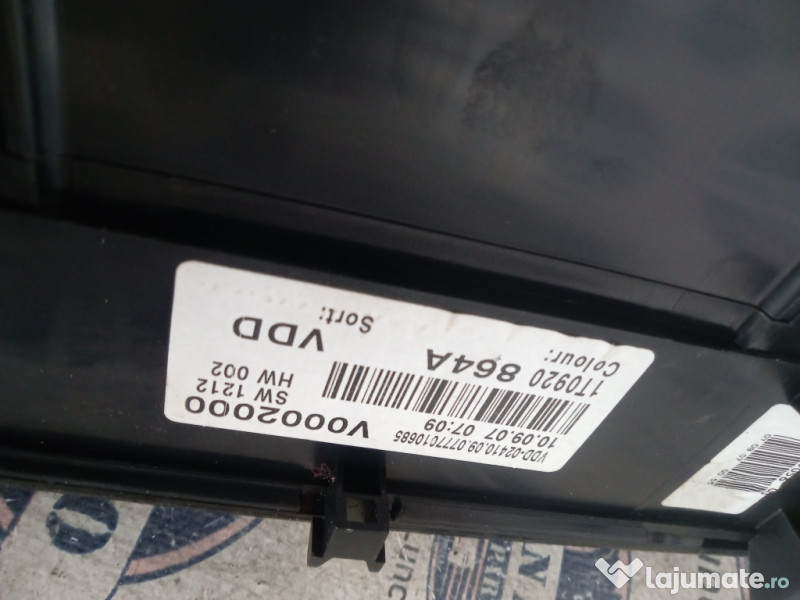 VDD-02410.09.0777010685
10.09.07 07:09
V0002000
SW 1212
HW 002
1T0920 864A
Colour:
VDD
Sort:
lajumate.ro